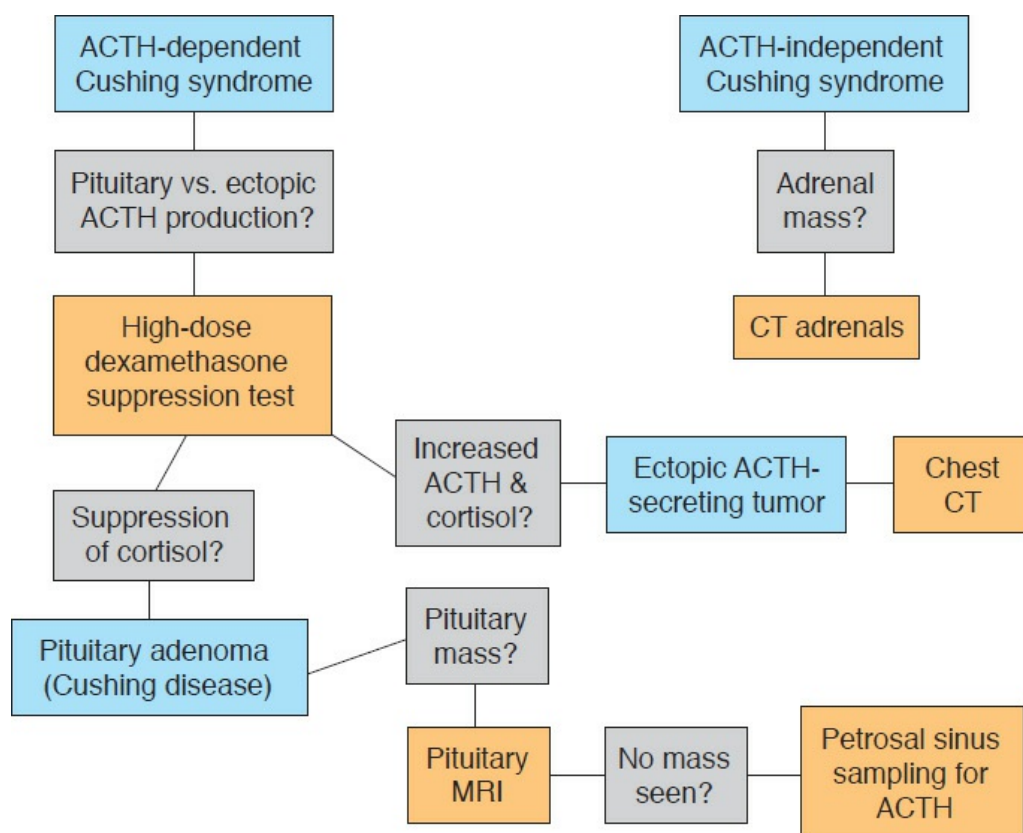 ACTH-dependent
Cushing syndrome
ACTH-independent
Cushing syndrome
Pituitary vs. ectopic
ACTH production?
Adrenal
mass?
High-dose
dexamethasone
suppression test
CT adrenals
Increased
ACTH &
cortisol?
Ectopic ACTH-
secreting tumor
Chest
CT
Suppression
of cortisol?
Pituitary adenoma
(Cushing disease)
Pituitary
mass?
Pituitary
MRI
No mass
seen?
Petrosal sinus
sampling for
ACTH